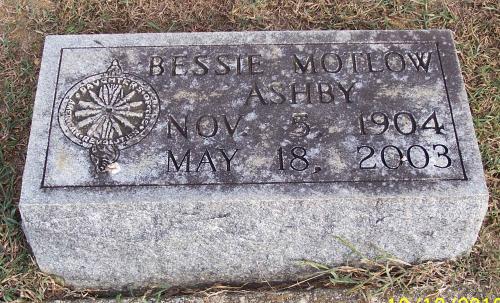 BESSIE MOTLOW
ASHBY
NOV. 5 1904
MAY 18, 2003